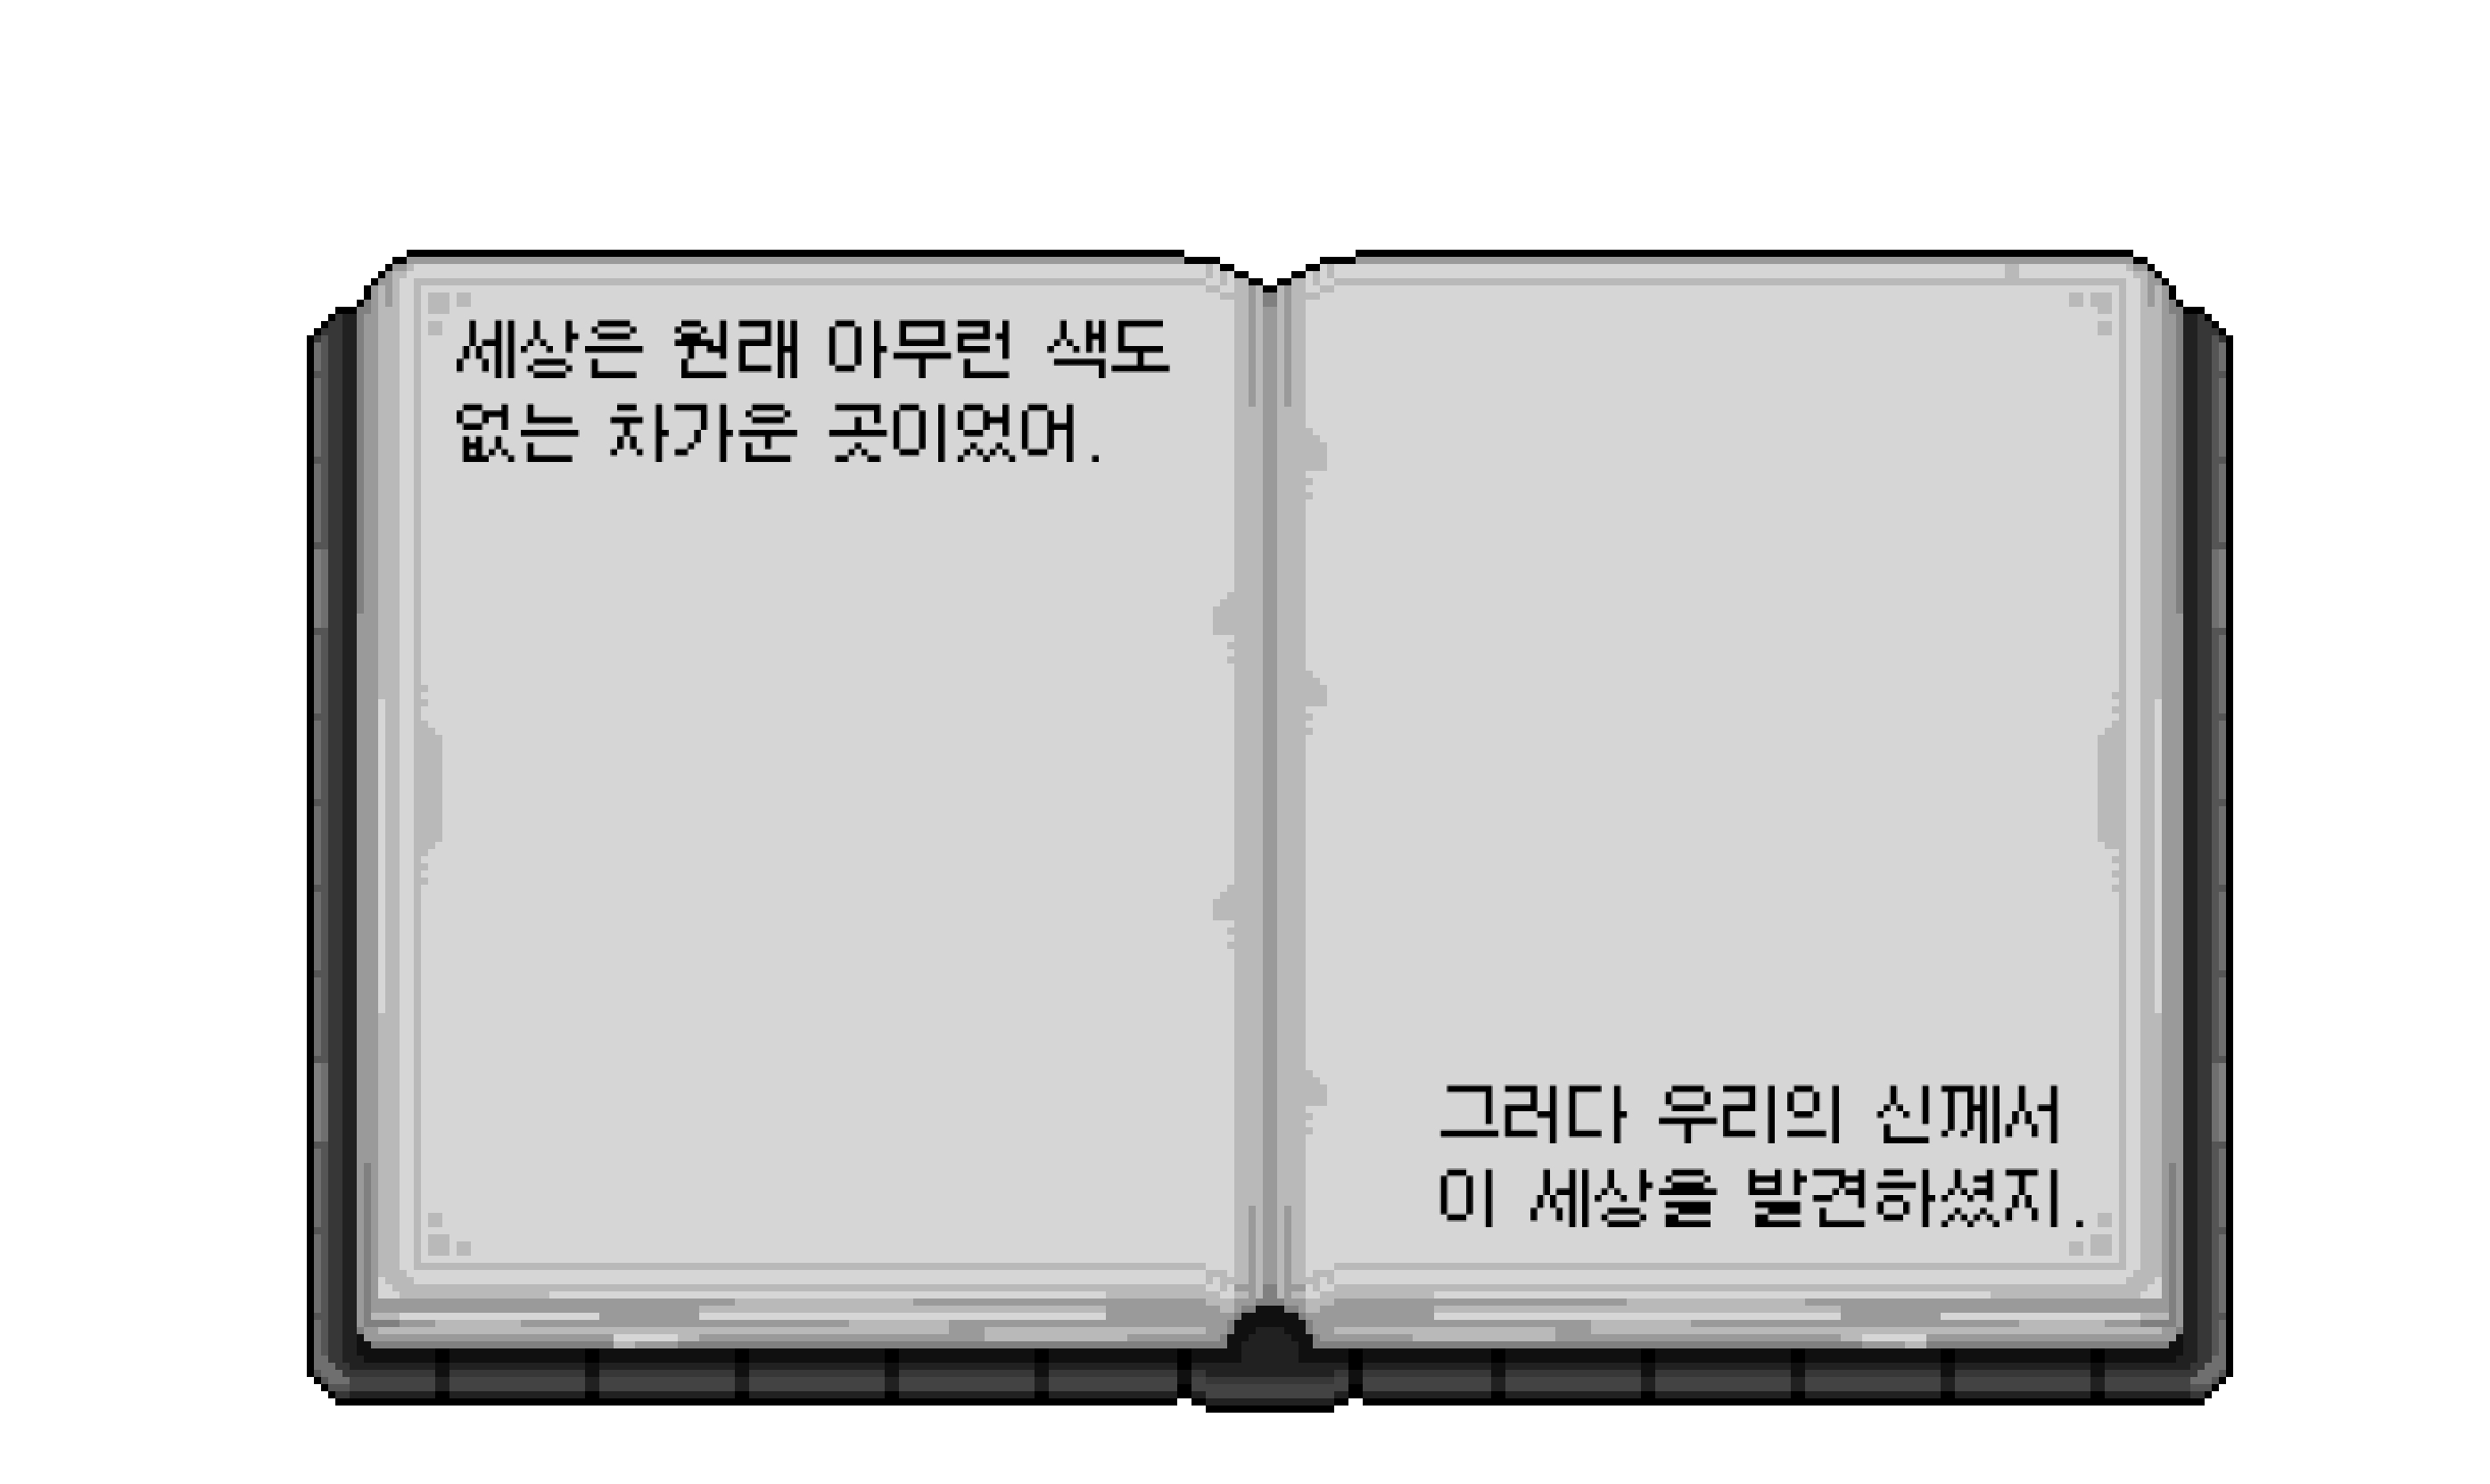 세상은 원래 아무런 색도
없는 차가운 곳이었어.
그러다 우리의 신께서
이 세상을 발견하셨지.